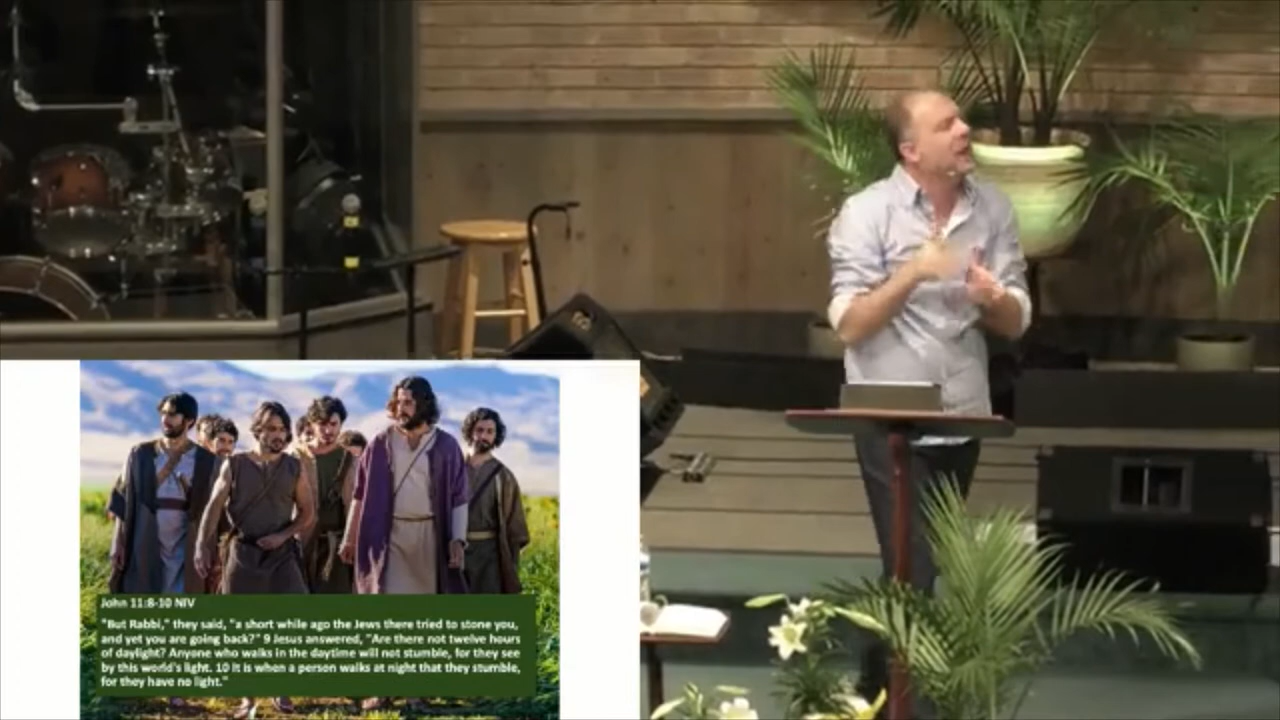 John 11:8-10 NIV
"But Rabbi," they said, "a short while ago the Jews there tried to stone you,
and yet you are going back?" 9 Jesus answered, "Are there not twelve hours
of daylight? Anyone who walks in the daytime will not stumble, for they see
by this world's light. 10 It is when a person walks at night that they stumble,
for they have no light."